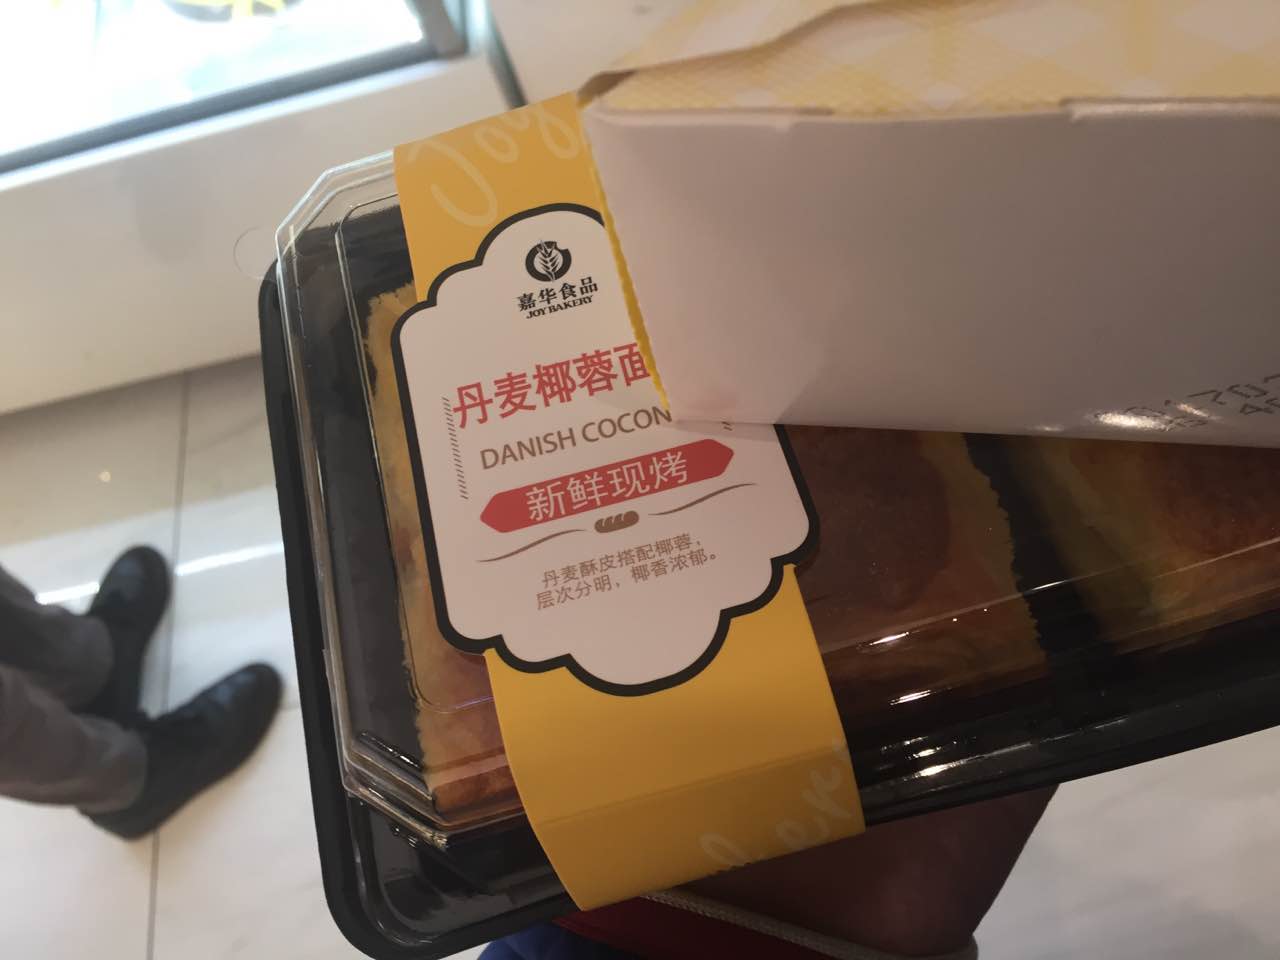 嘉华食品
JOY BAKERY
丹麦椰蓉面
DANISH COCON
新鲜现烤
丹麦酥皮搭配椰蓉，
层次分明，椰香浓郁。